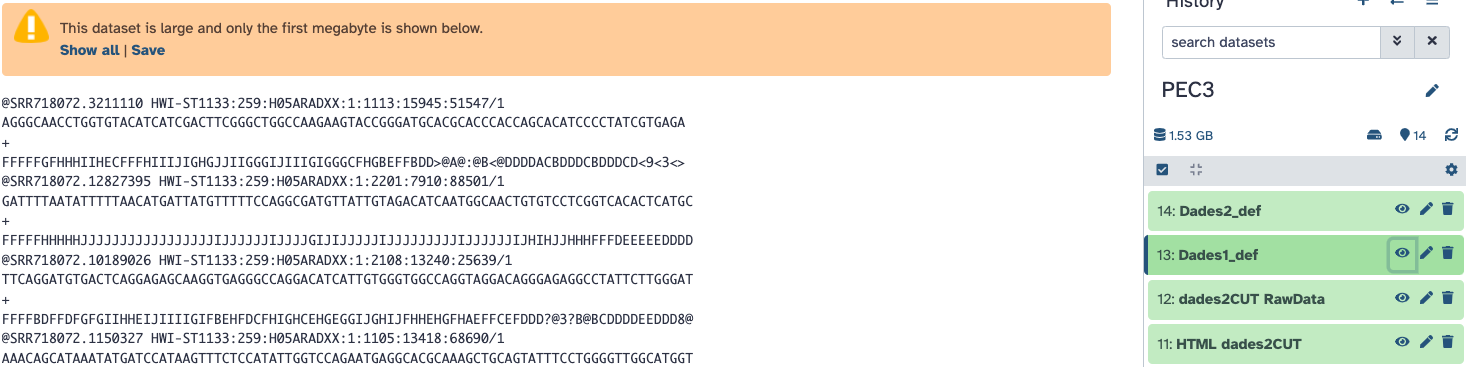 This dataset is large and only the first megabyte is shown below.
Show all | Save
@SRR718072.3211110 HWI-ST1133:259:H05ARADXX:1:1113:15945:51547/1
AGGGCAACCTGGTGTACATCATCGACTTCGGGCTGGCCAAGAAGTACCGGGATGCACGCACCCACCAGCACATCCCCTATCGTGAGA
+
FFFFFGFHHHIIHECFFFHIIIJIGHGJJIIGGGIJIIIGIGGGCFHGBEFFBDD>@A@:@B<@DDDDACBDDDCBDDDCD<9<3<>
@SRR718072.12827395 HWI-ST1133:259:H05ARADXX:1:2201:7910:88501/1
GATTTTAATATTTTTAACATGATTATGTTTTTCCAGGCGATGTTATTGTAGACATCAATGGCAACTGTGTCCTCGGTCACACTCATGC
+
FFFFFHHHHHJJJJJJJJJJJJJJJJJIJJJJJJIJJJJGIJIJJJJJIJJJJJJJJJIJJJJJJIJHIHJJHHHFFFDEEEEEDDDD
@SRR718072.10189026 HWI-ST1133:259:H05ARADXX:1:2108:13240:25639/1
TTCAGGATGTGACTCAGGAGAGCAAGGTGAGGGCCAGGACATCATTGTGGGTGGCCAGGTAGGACAGGGAGAGGCCTATTCTTGGGAT
+
FFFFBDFFDFGFGIIHHEIJIIIIGIFBEHFDCFHIGHCEHGEGGIJGHIJFHHEHGFHAEFFCEFDDD?@3?B@BCDDDDEEDDD8@
@SRR718072.1150327 HWI-ST1133:259:H05ARADXX:1:1105:13418:68690/1
AAACAGCATAAATATGATCCATAAGTTTCTCCATATTGGTCCAGAATGAGGCACGCAAAGCTGCAGTATTTCCTGGGGTTGGCATGGT
History
search datasets
PEC3
1.53 GB
14
14: Dades2_def
13: Dades1_def
12: dades2CUT RawData
11: HTML dades2CUT